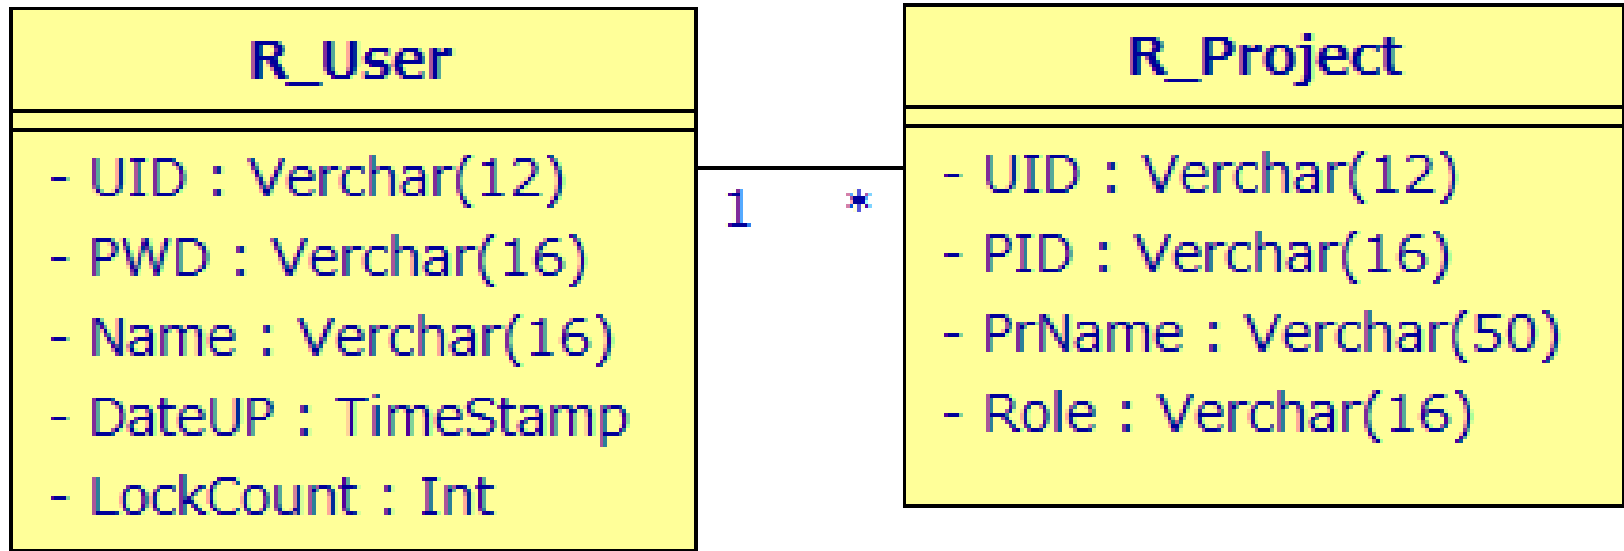 R_User
- UID : Verchar(12)
- PWD : Verchar(16)
- Name : Verchar(16)
- DateUP : TimeStamp
- LockCount : Int
1 *
R_Project
- UID : Verchar(12)
- PID : Verchar(16)
- PrName : Verchar(50)
- Role : Verchar(16)